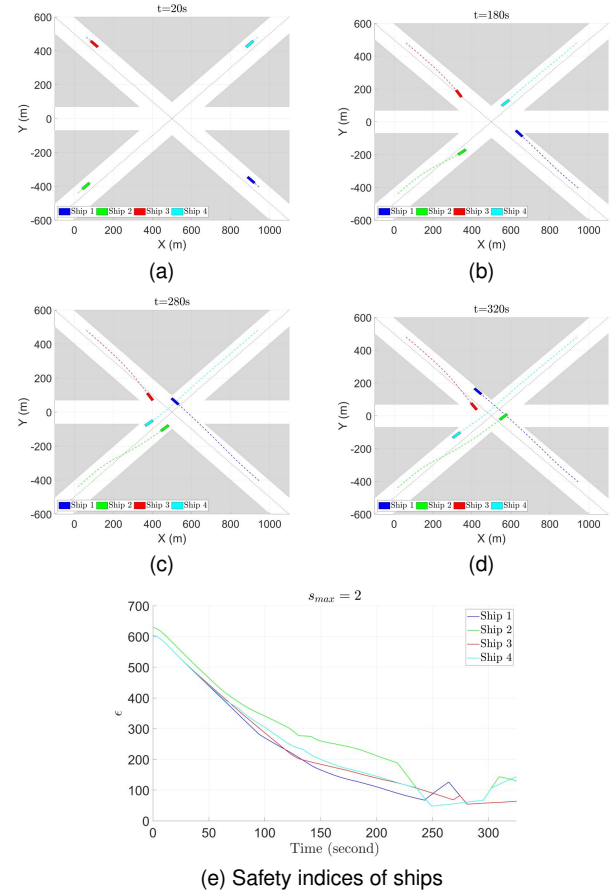 t=20s
600
400
200
0
-200
-400
-600
Y (m)
0 200 400 600 800 1000
X (m)
Ship 1 Ship 2 Ship 3 Ship 4
(a)
t=180s
600
400
200
0
-200
-400
-600
Y (m)
0 200 400 600 800 1000
X (m)
Ship 1 Ship 2 Ship 3 Ship 4
(b)
t=280s
600
400
200
0
-200
-400
-600
Y (m)
0 200 400 600 800 1000
X (m)
Ship 1 Ship 2 Ship 3 Ship 4
(c)
t=320s
600
400
200
0
-200
-400
-600
Y (m)
0 200 400 600 800 1000
X (m)
Ship 1 Ship 2 Ship 3 Ship 4
(d)
s_max = 2
700
600
500
400
300
200
100
0
ϵ
Ship 1
Ship 2
Ship 3
Ship 4
0 50 100 150 200 250 300
Time (second)
(e) Safety indices of ships